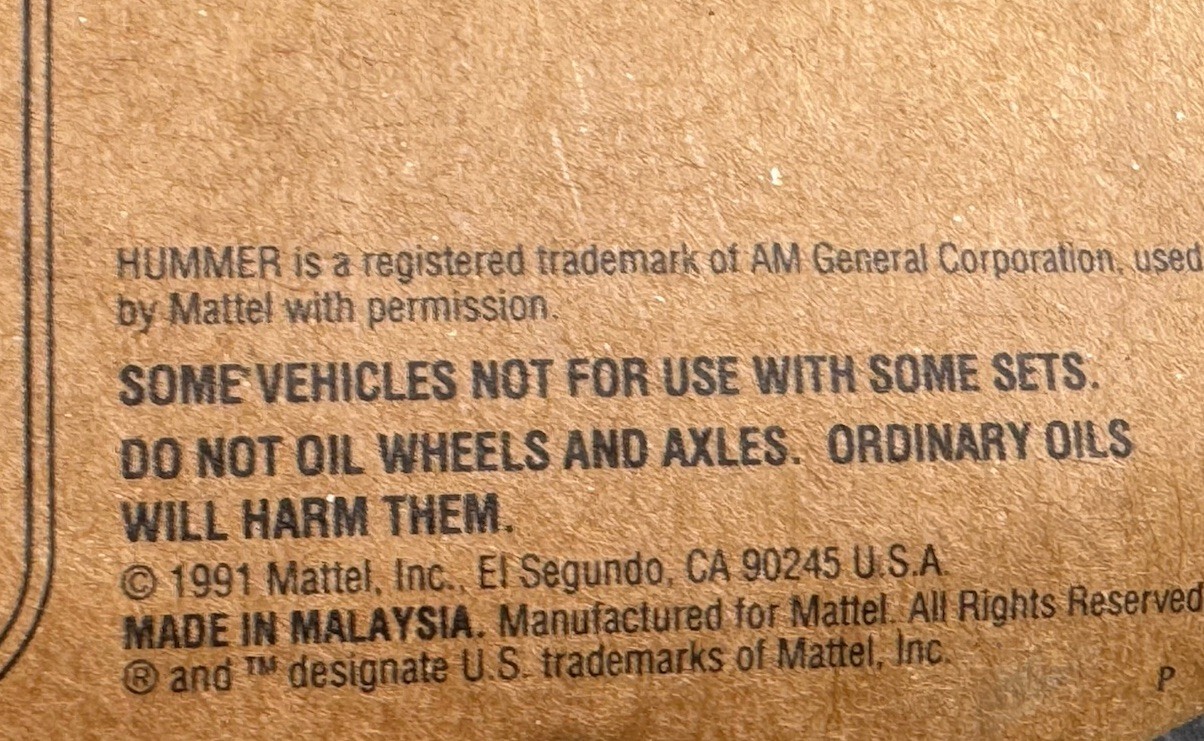 HUMMER is a registered trademark of AM General Corporation, used
by Mattel with permission.
SOME VEHICLES NOT FOR USE WITH SOME SETS.
DO NOT OIL WHEELS AND AXLES. ORDINARY OILS
WILL HARM THEM.
© 1991 Mattel, Inc., El Segundo, CA 90245 U.S.A.
MADE IN MALAYSIA. Manufactured for Mattel. All Rights Reserved
® and ™ designate U.S. trademarks of Mattel, Inc.
P